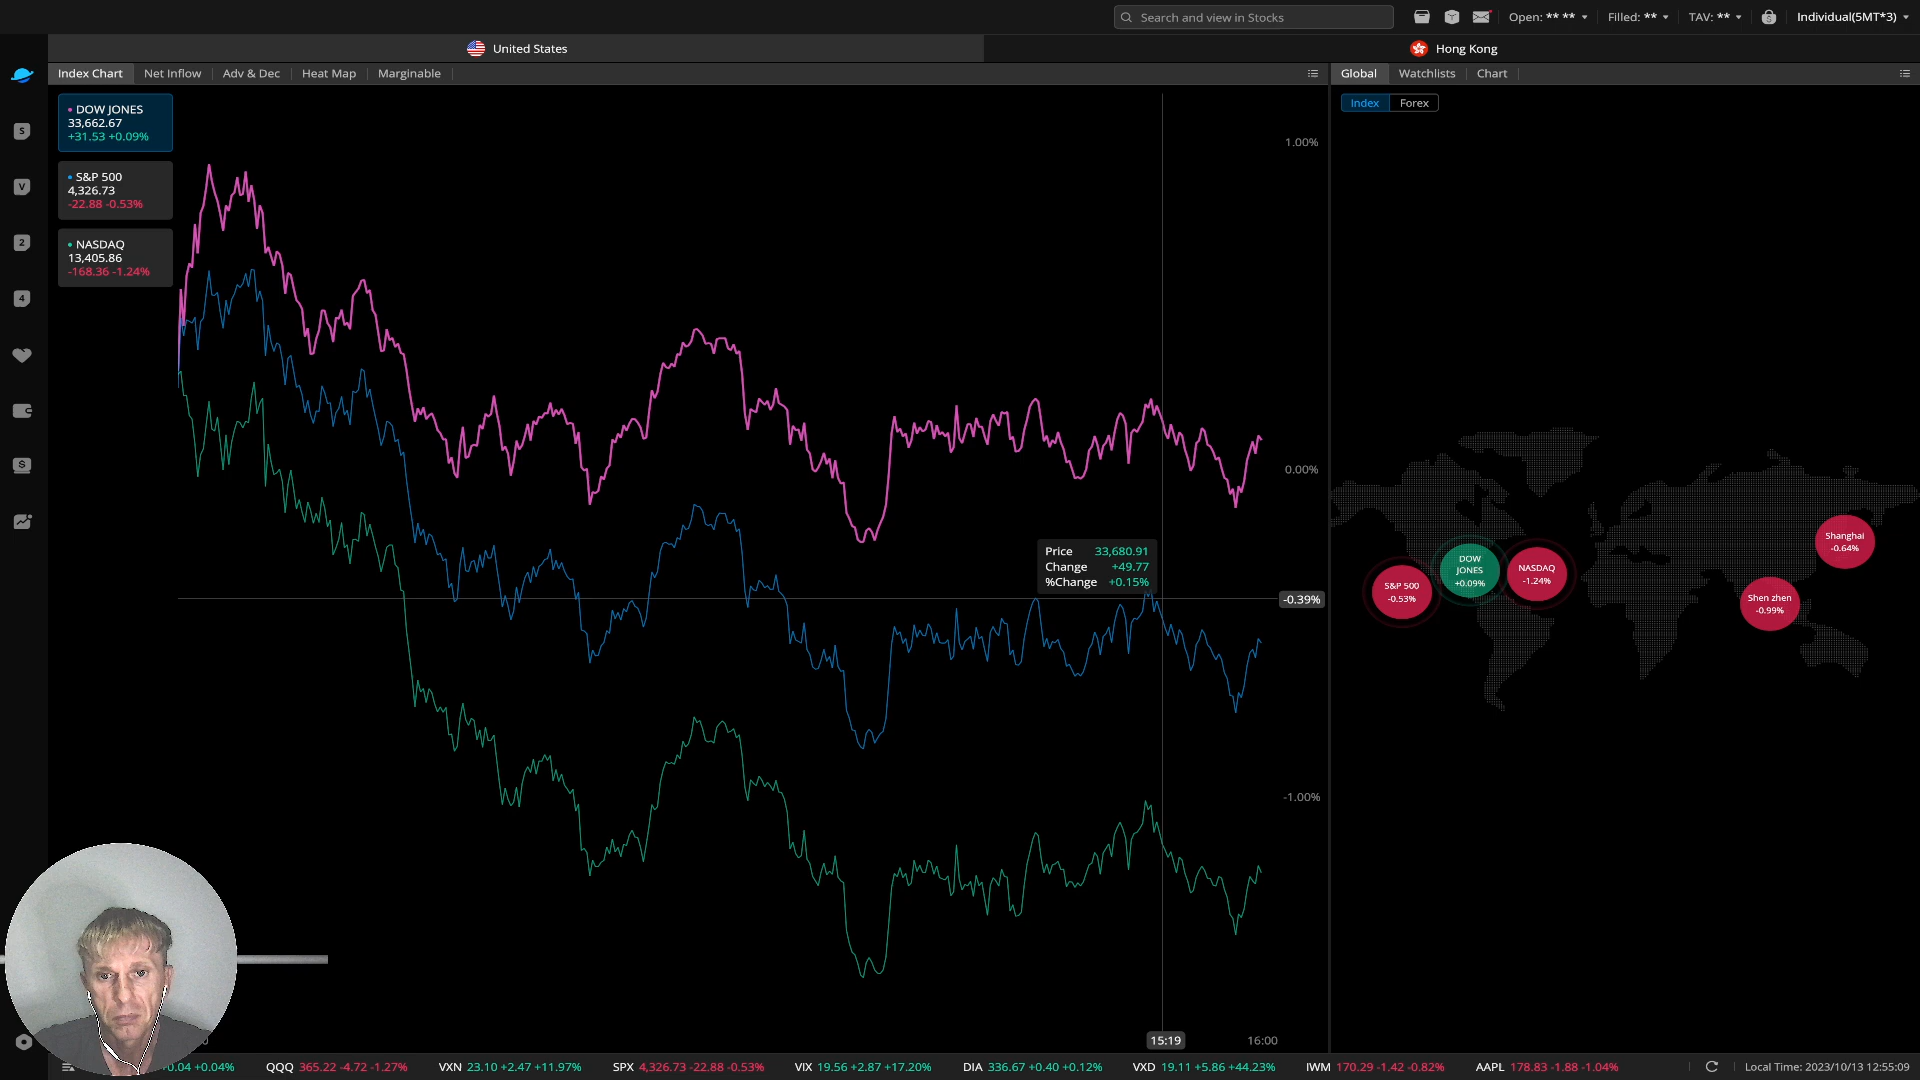 Search and view in Stocks
Open: ** **
Filled: **
TAV: **
Individual(5MT*3)
United States
Hong Kong
Index Chart
Net Inflow
Adv & Dec
Heat Map
Marginable
Global
Watchlists
Chart
Index
Forex
DOW JONES
33,662.67
+31.53 +0.09%
S&P 500
4,326.73
-22.88 -0.53%
NASDAQ
13,405.86
-168.36 -1.24%
S
V
2
4
S
1.00%
0.00%
-0.39%
-1.00%
Price 33,680.91
Change +49.77
%Change +0.15%
15:19
16:00
S&P 500
-0.53%
DOW
JONES
+0.09%
NASDAQ
-1.24%
Shanghai
-0.64%
Shen zhen
-0.99%
+0.04 +0.04%
QQQ 365.22 -4.72 -1.27%
VXN 23.10 +2.47 +11.97%
SPX 4,326.73 -22.88 -0.53%
VIX 19.56 +2.87 +17.20%
DIA 336.67 +0.40 +0.12%
VXD 19.11 +5.86 +44.23%
IWM 170.29 -1.42 -0.82%
AAPL 178.83 -1.88 -1.04%
Local Time: 2023/10/13 12:55:09